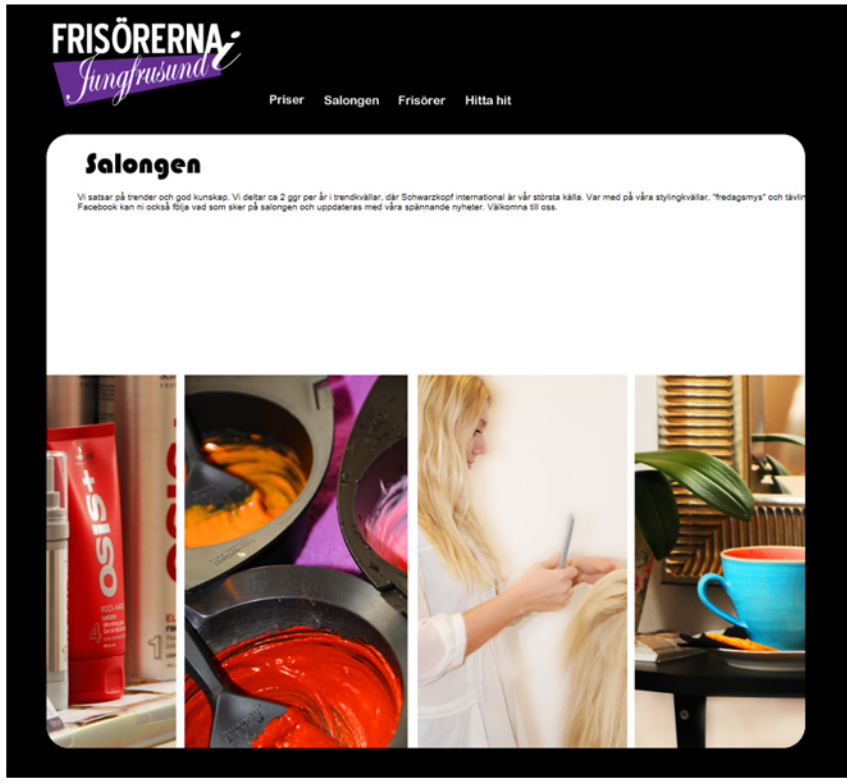 FRISÖRERNA i
Jungfrusund
Priser Salongen Frisörer Hitta hit
Salongen
Vi satsar på trender och god kunskap. Vi deltar ca 2 ggr per år i trendkvällar, där Schwarzkopf international är vår största källa. Var med på våra stylingkvällar, "fredagsmys" och tävlin
Facebook kan ni också följa vad som sker på salongen och uppdateras med våra spännande nyheter. Välkomna till oss.
OSIS+
4
1